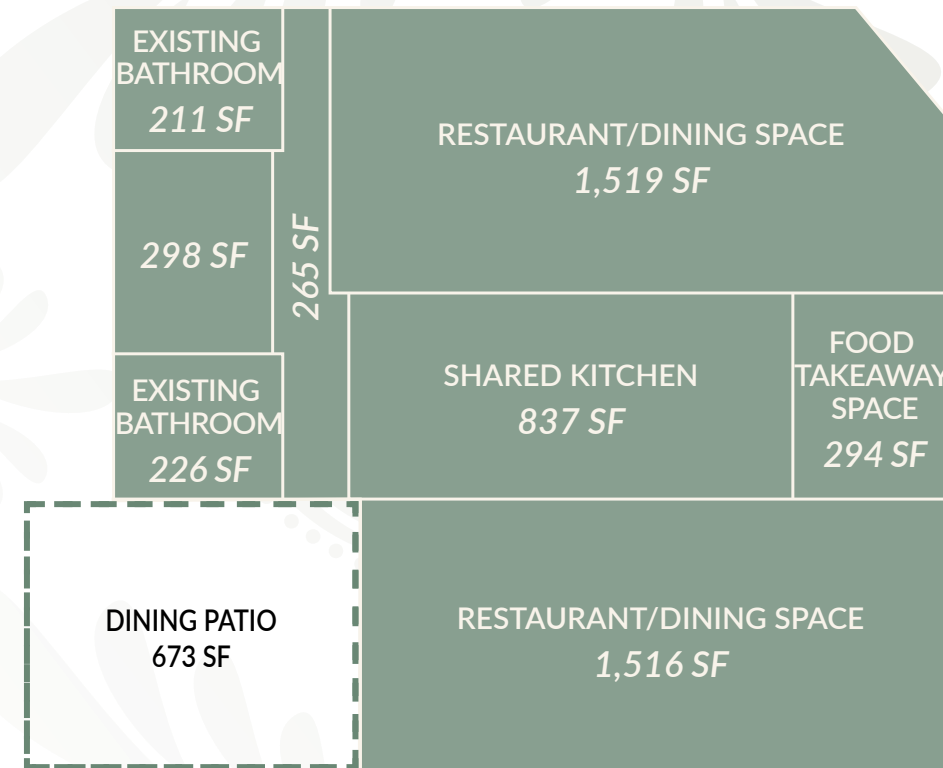 EXISTING
BATHROOM
211 SF
RESTAURANT/DINING SPACE
1,519 SF
298 SF
265 SF
EXISTING
BATHROOM
226 SF
SHARED KITCHEN
837 SF
FOOD
TAKEAWAY
SPACE
294 SF
DINING PATIO
673 SF
RESTAURANT/DINING SPACE
1,516 SF